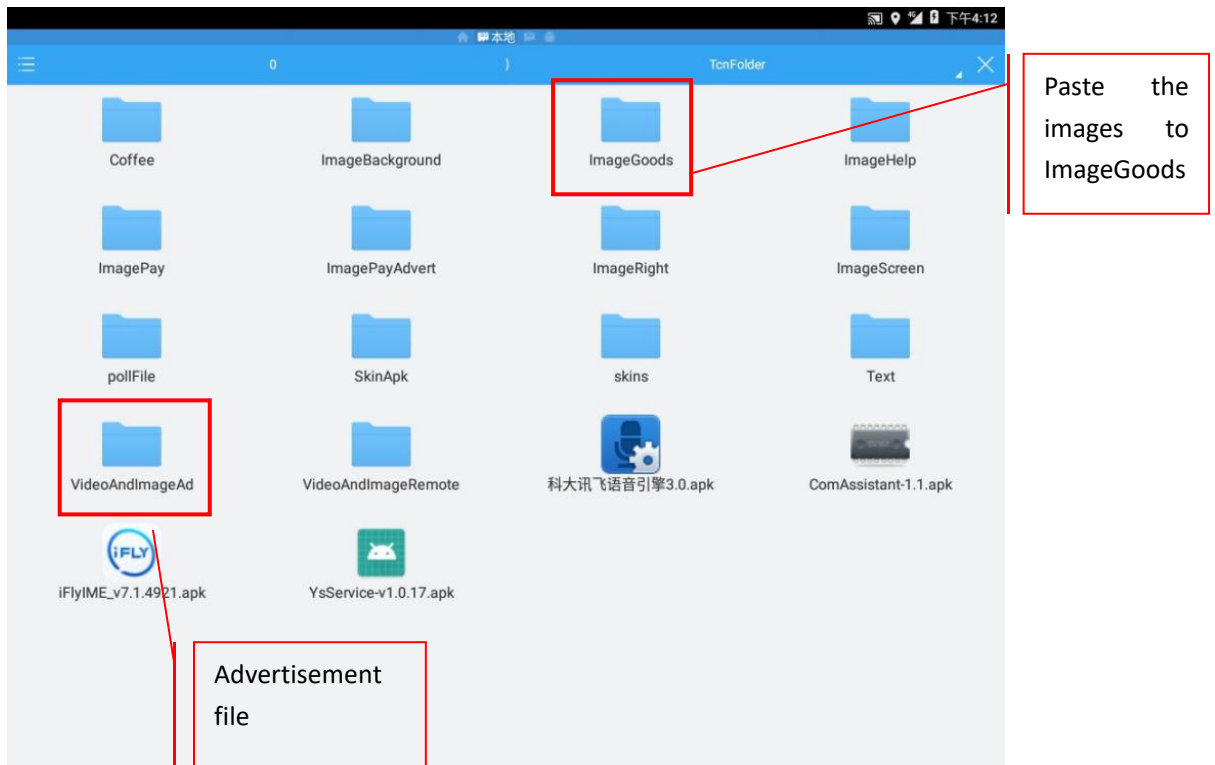 4G 下午4:12
本地
0 ) TcnFolder
Paste the
images to
ImageGoods
Coffee ImageBackground ImageGoods ImageHelp
ImagePay ImagePayAdvert ImageRight ImageScreen
pollFile SkinApk skins Text
VideoAndImageAd VideoAndImageRemote 科大讯飞语音引擎3.0.apk ComAssistant-1.1.apk
iFLY
iFlyIME_v7.1.4921.apk YsService-v1.0.17.apk
Advertisement
file